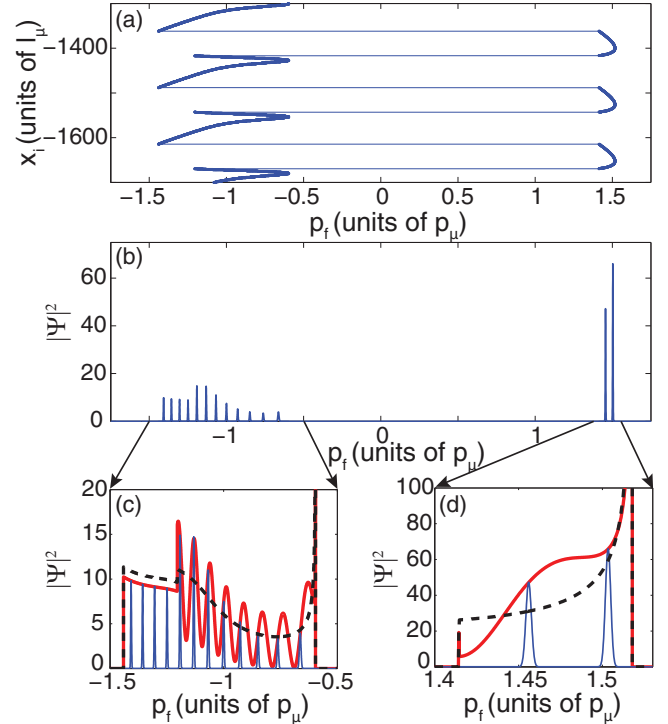 (a)
x_i (units of l_μ)
−1400
−1600
−1.5 −1 −0.5 0 0.5 1 1.5
p_f (units of p_μ)
(b)
|Ψ|²
60
40
20
0
−1 0 1
p_f (units of p_μ)
(c)
|Ψ|²
20
15
10
5
0
−1.5 −1 −0.5
p_f (units of p_μ)
(d)
|Ψ|²
100
80
60
40
20
0
1.4 1.45 1.5
p_f (units of p_μ)